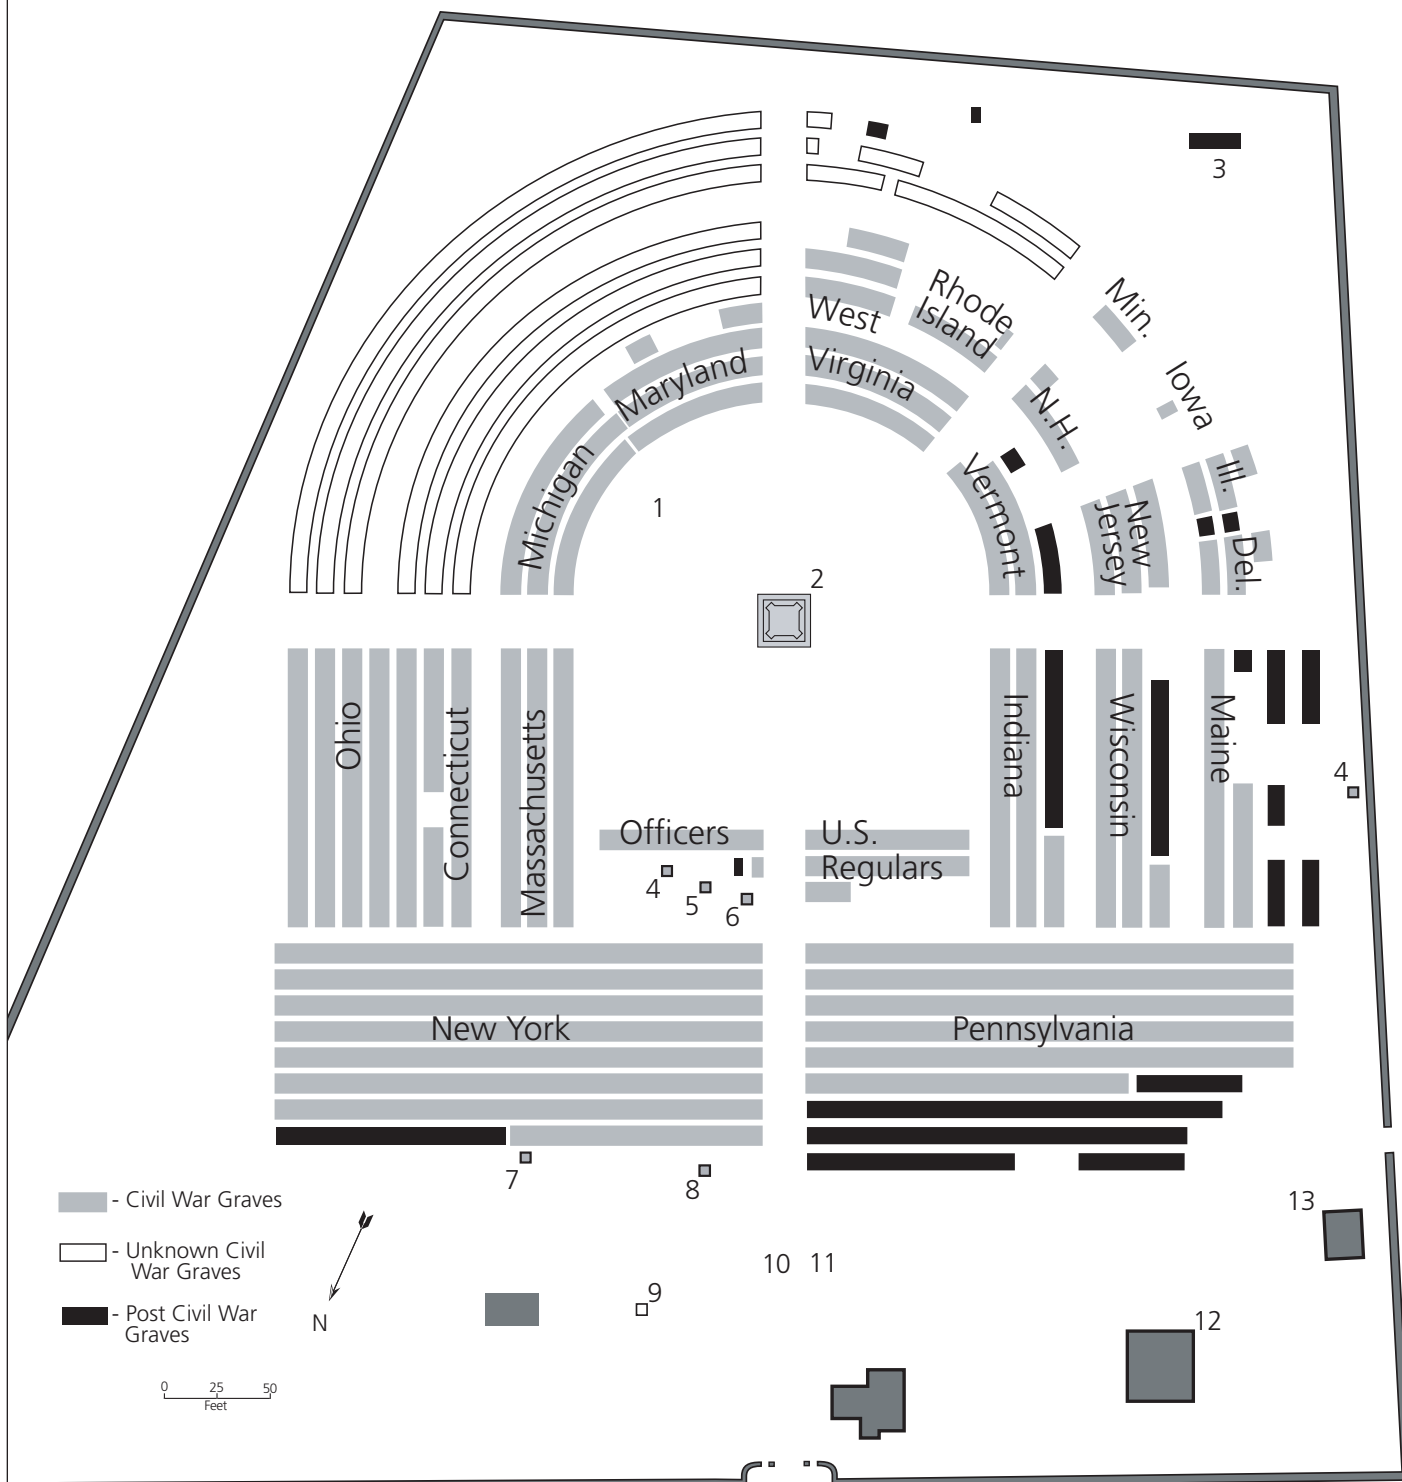 3
Min.
Rhode
Island
West
Virginia
Maryland
Iowa
N.H.
Michigan
1
Vermont
Ill.
New
Jersey
Del.
2
Ohio
Connecticut
Massachusetts
Indiana
Wisconsin
Maine
4
Officers
U.S.
Regulars
4
5
6
New York
Pennsylvania
7
8
- Civil War Graves
- Unknown Civil
War Graves
- Post Civil War
Graves
N
0 25 50
Feet
9
10 11
13
12